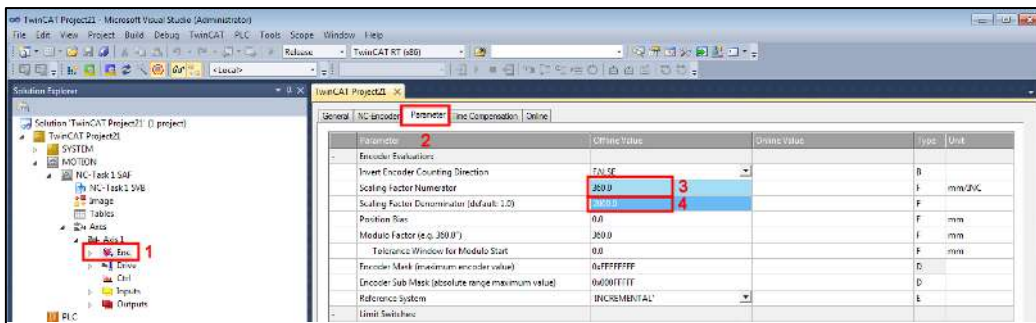 TwinCAT Project21 - Microsoft Visual Studio (Administrator)
File Edit View Project Build Debug TwinCAT PLC Tools Scope Window Help
Release TwinCAT RT (x86)
<Local>
Solution Explorer
TwinCAT Project21
General NC-Encoder Parameter Time Compensation Online
Solution 'TwinCAT Project21' (1 project)
TwinCAT Project21
SYSTEM
MOTION
NC-Task 1 SAF
NC-Task 1 SVB
Image
Tables
Axes
Axis 1
Enc 1
Drive
Ctrl
Inputs
Outputs
PLC
Parameter 2 Offline Value Online Value Type Unit
- Encoder Evaluation:
Invert Encoder Counting Direction FALSE B
Scaling Factor Numerator 360.0 3 F mm/INC
Scaling Factor Denominator (default: 1.0) 4 F
Position Bias 0.0 F mm
Modulo Factor (e.g. 360.0°) 360.0 F mm
Tolerance Window for Modulo Start 0.0 F mm
Encoder Mask (maximum encoder value) 0xFFFFFFFF D
Encoder Sub Mask (absolute range maximum value) 0x000FFFFF D
Reference System 'INCREMENTAL' E
- Limit Switches: